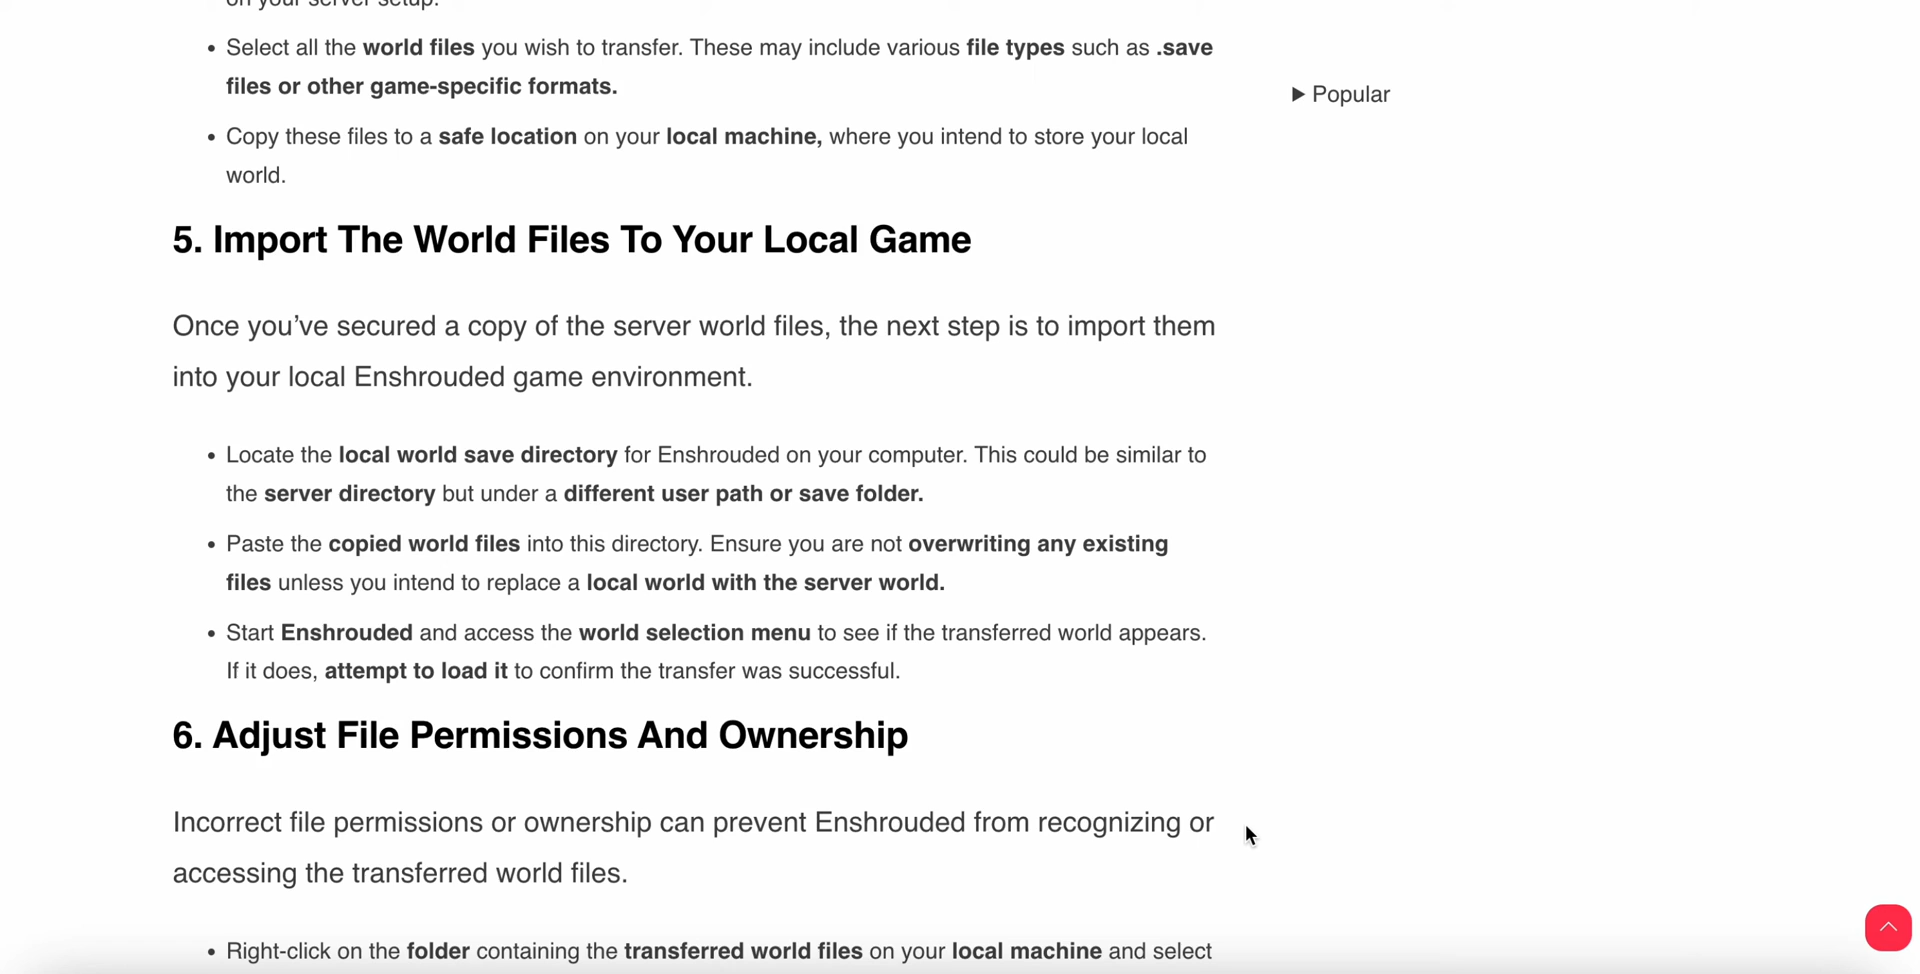 on your server setup.
Select all the world files you wish to transfer. These may include various file types such as .save
files or other game-specific formats.
Popular
Copy these files to a safe location on your local machine, where you intend to store your local
world.
5. Import The World Files To Your Local Game
Once you’ve secured a copy of the server world files, the next step is to import them
into your local Enshrouded game environment.
Locate the local world save directory for Enshrouded on your computer. This could be similar to
the server directory but under a different user path or save folder.
Paste the copied world files into this directory. Ensure you are not overwriting any existing
files unless you intend to replace a local world with the server world.
Start Enshrouded and access the world selection menu to see if the transferred world appears.
If it does, attempt to load it to confirm the transfer was successful.
6. Adjust File Permissions And Ownership
Incorrect file permissions or ownership can prevent Enshrouded from recognizing or
accessing the transferred world files.
Right-click on the folder containing the transferred world files on your local machine and select